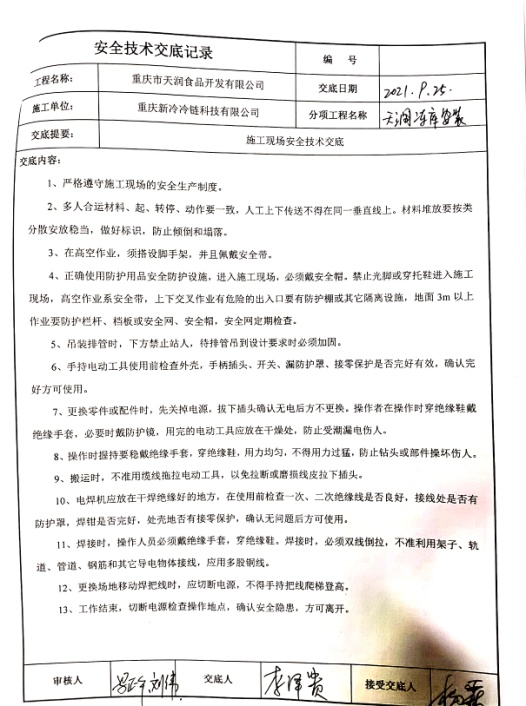 安全技术交底记录
编 号
工程名称：
重庆市天润食品开发有限公司
交底日期
2021.9.25.
施工单位：
重庆新冷冷链科技有限公司
分项工程名称
天润冻库安装
交底提要：
施工现场安全技术交底
交底内容：
1、严格遵守施工现场的安全生产制度。
2、多人合运材料、起、转停、动作要一致，人工上下传送不得在同一垂直线上。材料堆放要按类
分散安放稳当，做好标识，防止倾倒和塌落。
3、在高空作业，须搭设脚手架，并且佩戴安全带。
4、正确使用防护用品安全防护设施，进入施工现场，必须戴安全帽。禁止光脚或穿托鞋进入施工
现场，高空作业系安全带，上下交叉作业有危险的出入口要有防护棚或其它隔离设施，地面 3m 以上
作业要防护栏杆、档板或安全网、安全帽，安全网定期检查。
5、吊装排管时，下方禁止站人，待排管吊到设计要求时必须加固。
6、手持电动工具使用前检查外壳，手柄插头、开关、漏防护罩、接零保护是否完好有效，确认完
好方可使用。
7、更换零件或配件时，先关掉电源，拔下插头确认无电后方不更换。操作者在操作时穿绝缘鞋戴
绝缘手套，必要时戴防护镜，用完的电动工具应放在干燥处，防止受潮漏电伤人。
8、操作时握持要稳戴绝缘手套，穿绝缘鞋，用力均匀，不得用力过猛，防止钻头或部件操坏伤人。
9、搬运时，不准用缆线拖拉电动工具，以免拉断或磨损线皮拉下插头。
10、电焊机应放在干焊绝缘好的地方，在使用前检查一次、二次绝缘线是否良好，接线处是否有
防护罩，焊钳是否完好，处壳地否有接零保护，确认无问题后方可使用。
11、焊接时，操作人员必须戴绝缘手套，穿绝缘鞋。焊接时，必须双线倒拉，不准利用架子、轨
道、管道、钢筋和其它导电物体接线，应用多股铜线。
12、更换场地移动焊把线时，应切断电源，不得手持把线爬梯登高。
13、工作结束，切断电源检查操作地点，确认安全隐患，方可离开。
审核人
刘伟
交底人
李泽贵
接受交底人